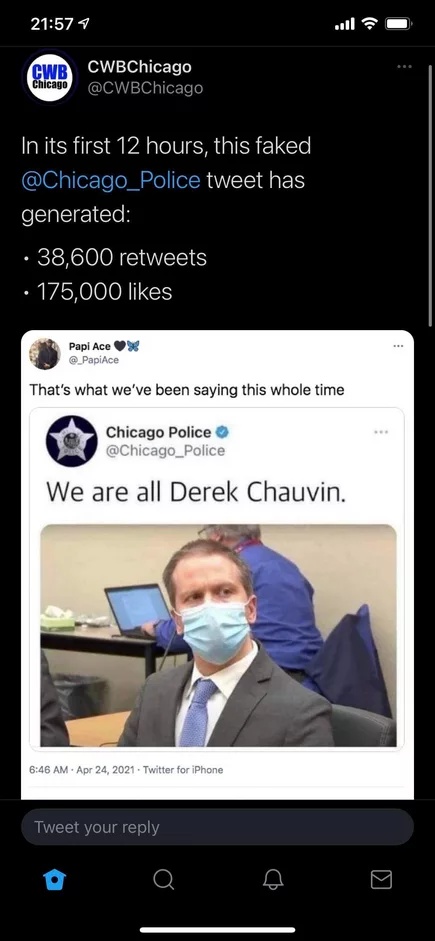 21:57
CWB
Chicago
CWBChicago
@CWBChicago
In its first 12 hours, this faked
@Chicago_Police tweet has
generated:
• 38,600 retweets
• 175,000 likes
Papi Ace 🖤🦋
@_PapiAce
That's what we've been saying this whole time
Chicago Police
@Chicago_Police
We are all Derek Chauvin.
6:46 AM · Apr 24, 2021 · Twitter for iPhone
Tweet your reply